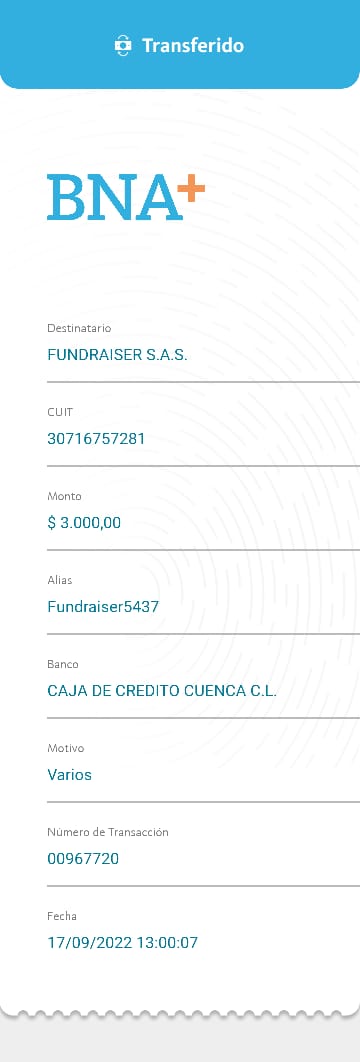 Transferido
BNA+
Destinatario
FUNDRAISER S.A.S.
CUIT
30716757281
Monto
$ 3.000,00
Alias
Fundraiser5437
Banco
CAJA DE CREDITO CUENCA C.L.
Motivo
Varios
Número de Transacción
00967720
Fecha
17/09/2022 13:00:07